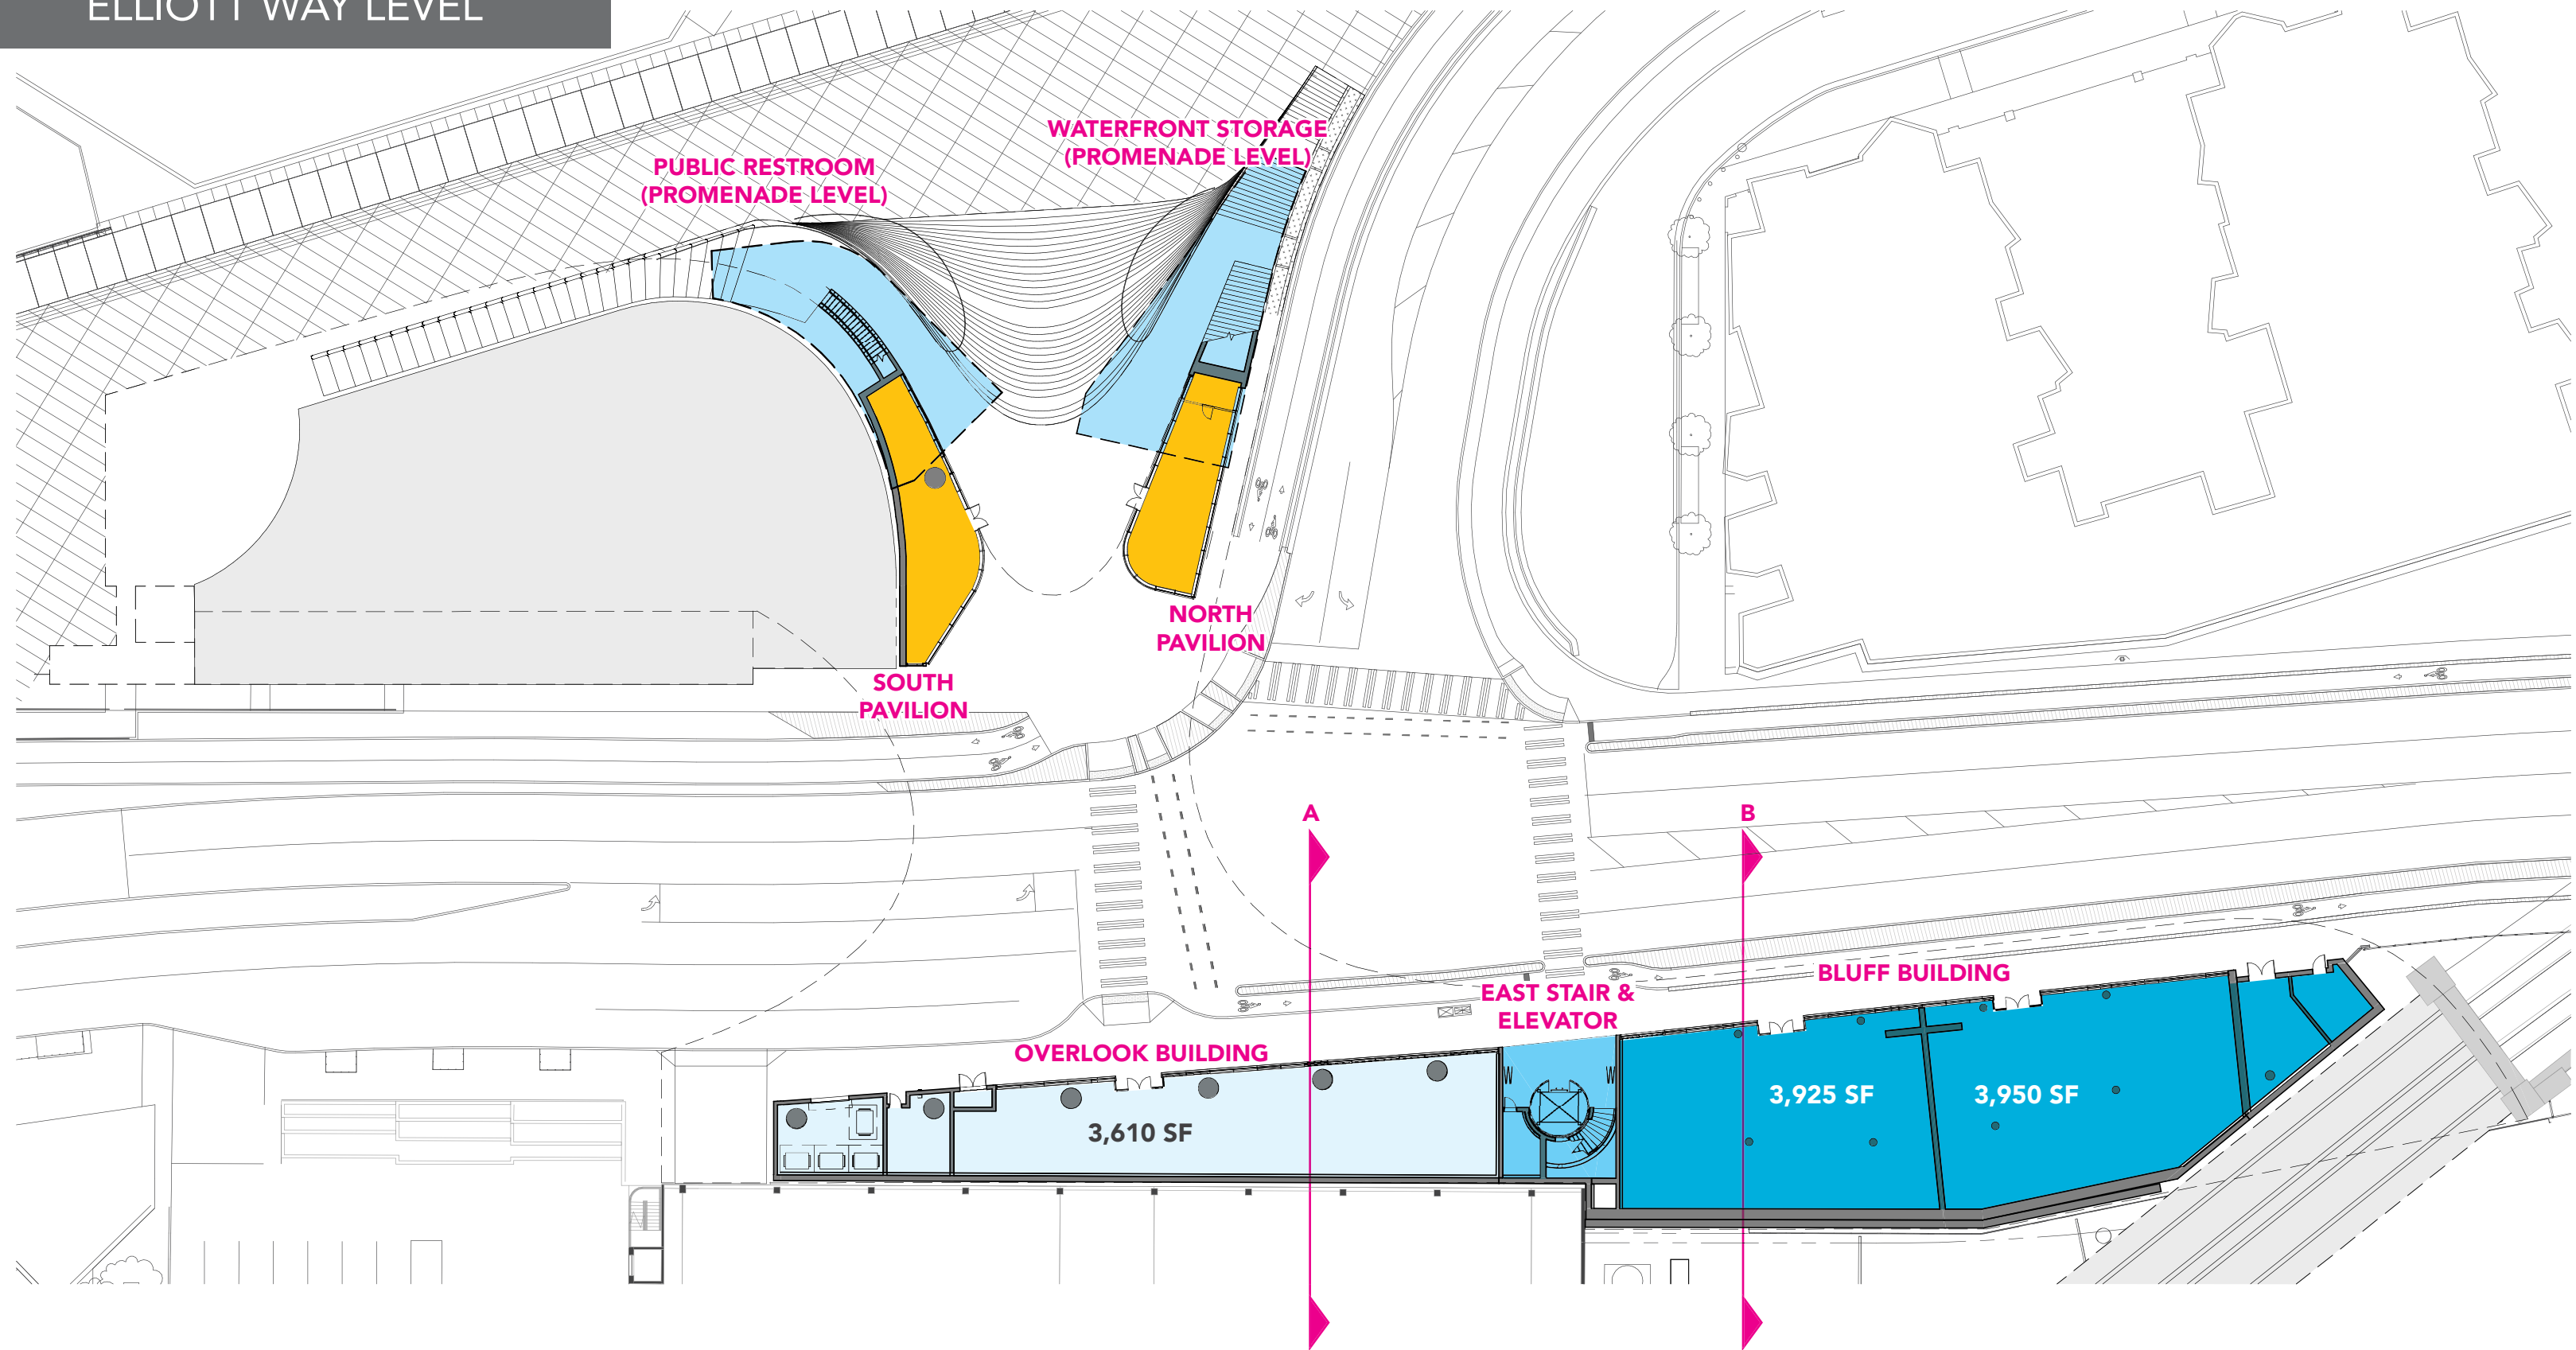 ELLIOTT WAY LEVEL
WATERFRONT STORAGE
(PROMENADE LEVEL)
PUBLIC RESTROOM
(PROMENADE LEVEL)
NORTH
PAVILION
SOUTH
PAVILION
A
B
BLUFF BUILDING
EAST STAIR &
ELEVATOR
OVERLOOK BUILDING
3,925 SF
3,950 SF
3,610 SF